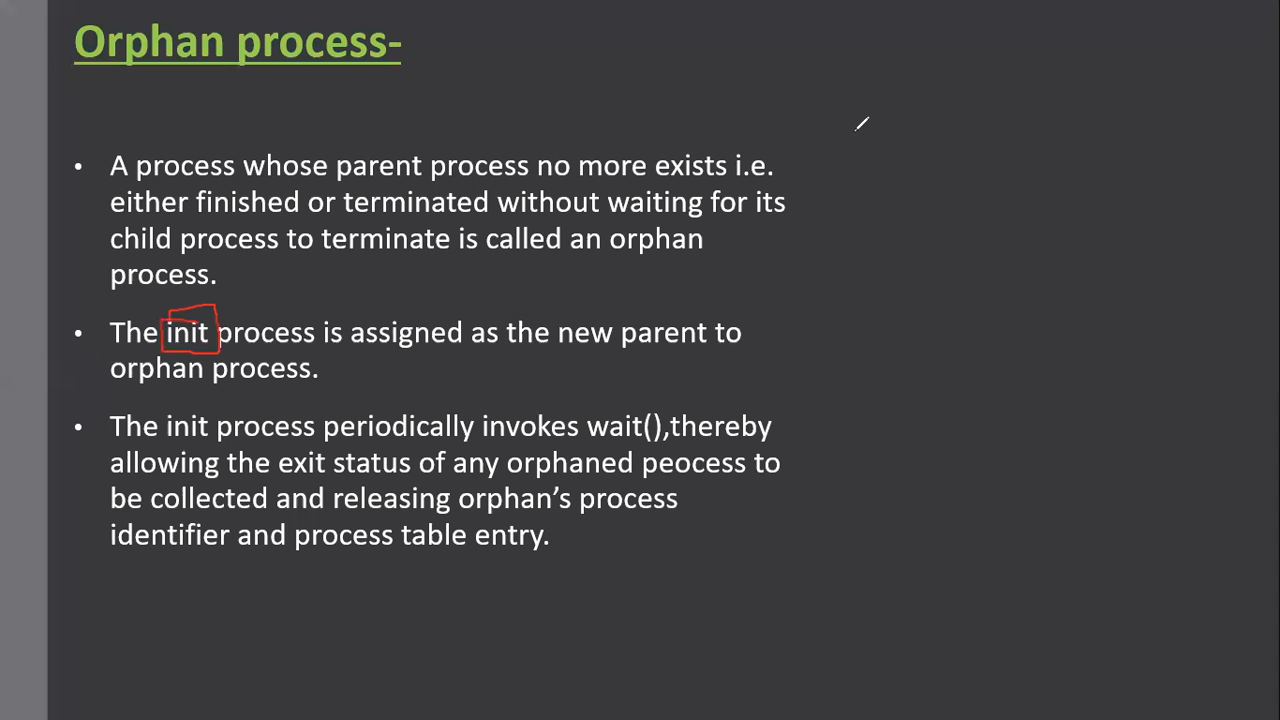 Orphan process-
• A process whose parent process no more exists i.e.
either finished or terminated without waiting for its
child process to terminate is called an orphan
process.
• The init process is assigned as the new parent to
orphan process.
• The init process periodically invokes wait(),thereby
allowing the exit status of any orphaned peocess to
be collected and releasing orphan’s process
identifier and process table entry.